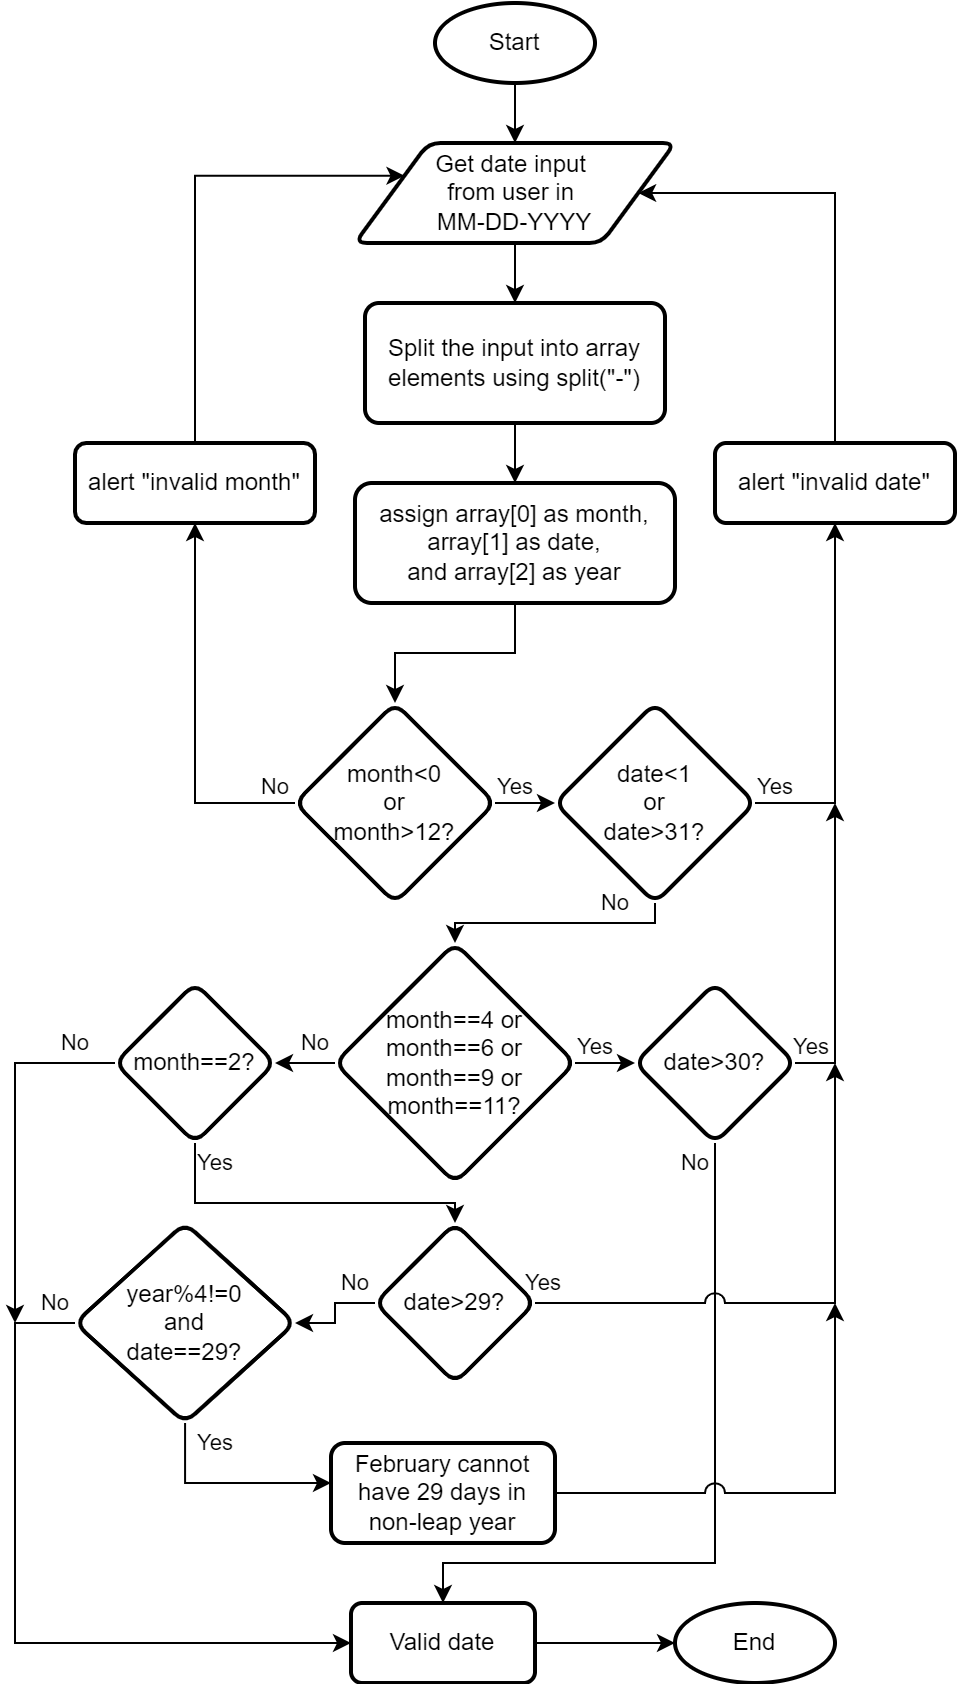 Start
Get date input
from user in
MM-DD-YYYY
Split the input into array
elements using split("-")
alert "invalid month"
alert "invalid date"
assign array[0] as month,
array[1] as date,
and array[2] as year
No
month<0
or
month>12?
Yes
date<1
or
date>31?
Yes
No
No
month==2?
No
month==4 or
month==6 or
month==9 or
month==11?
Yes
date>30?
Yes
Yes
No
No
year%4!=0
and
date==29?
No
date>29?
Yes
Yes
February cannot
have 29 days in
non-leap year
Valid date
End